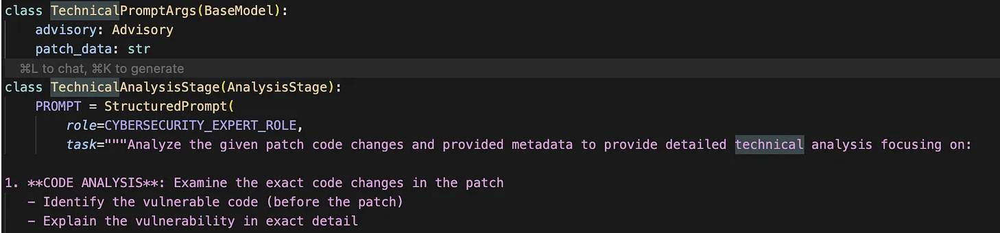 class TechnicalPromptArgs(BaseModel):
    advisory: Advisory
    patch_data: str
⌘L to chat, ⌘K to generate
class TechnicalAnalysisStage(AnalysisStage):
    PROMPT = StructuredPrompt(
        role=CYBERSECURITY_EXPERT_ROLE,
        task="""Analyze the given patch code changes and provided metadata to provide detailed technical analysis focusing on:
1. **CODE ANALYSIS**: Examine the exact code changes in the patch
   - Identify the vulnerable code (before the patch)
   - Explain the vulnerability in exact detail